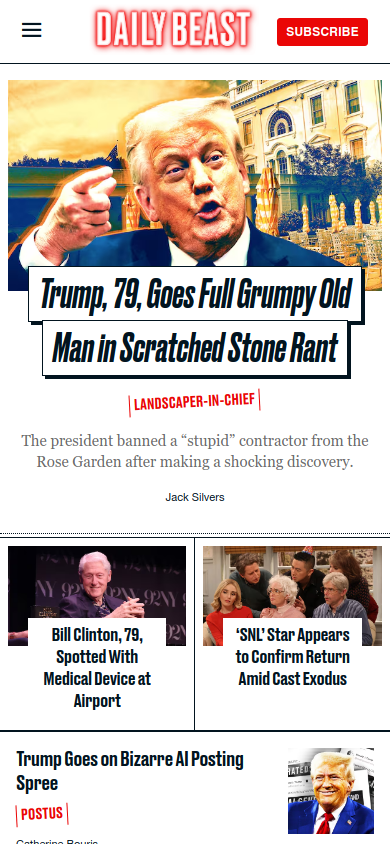 DAILY BEAST
SUBSCRIBE
Trump, 79, Goes Full Grumpy Old
Man in Scratched Stone Rant
LANDSCAPER-IN-CHIEF
The president banned a “stupid” contractor from the
Rose Garden after making a shocking discovery.
Jack Silvers
92NY
Bill Clinton, 79,
Spotted With
Medical Device at
Airport
‘SNL’ Star Appears
to Confirm Return
Amid Cast Exodus
Trump Goes on Bizarre AI Posting
Spree
POSTUS